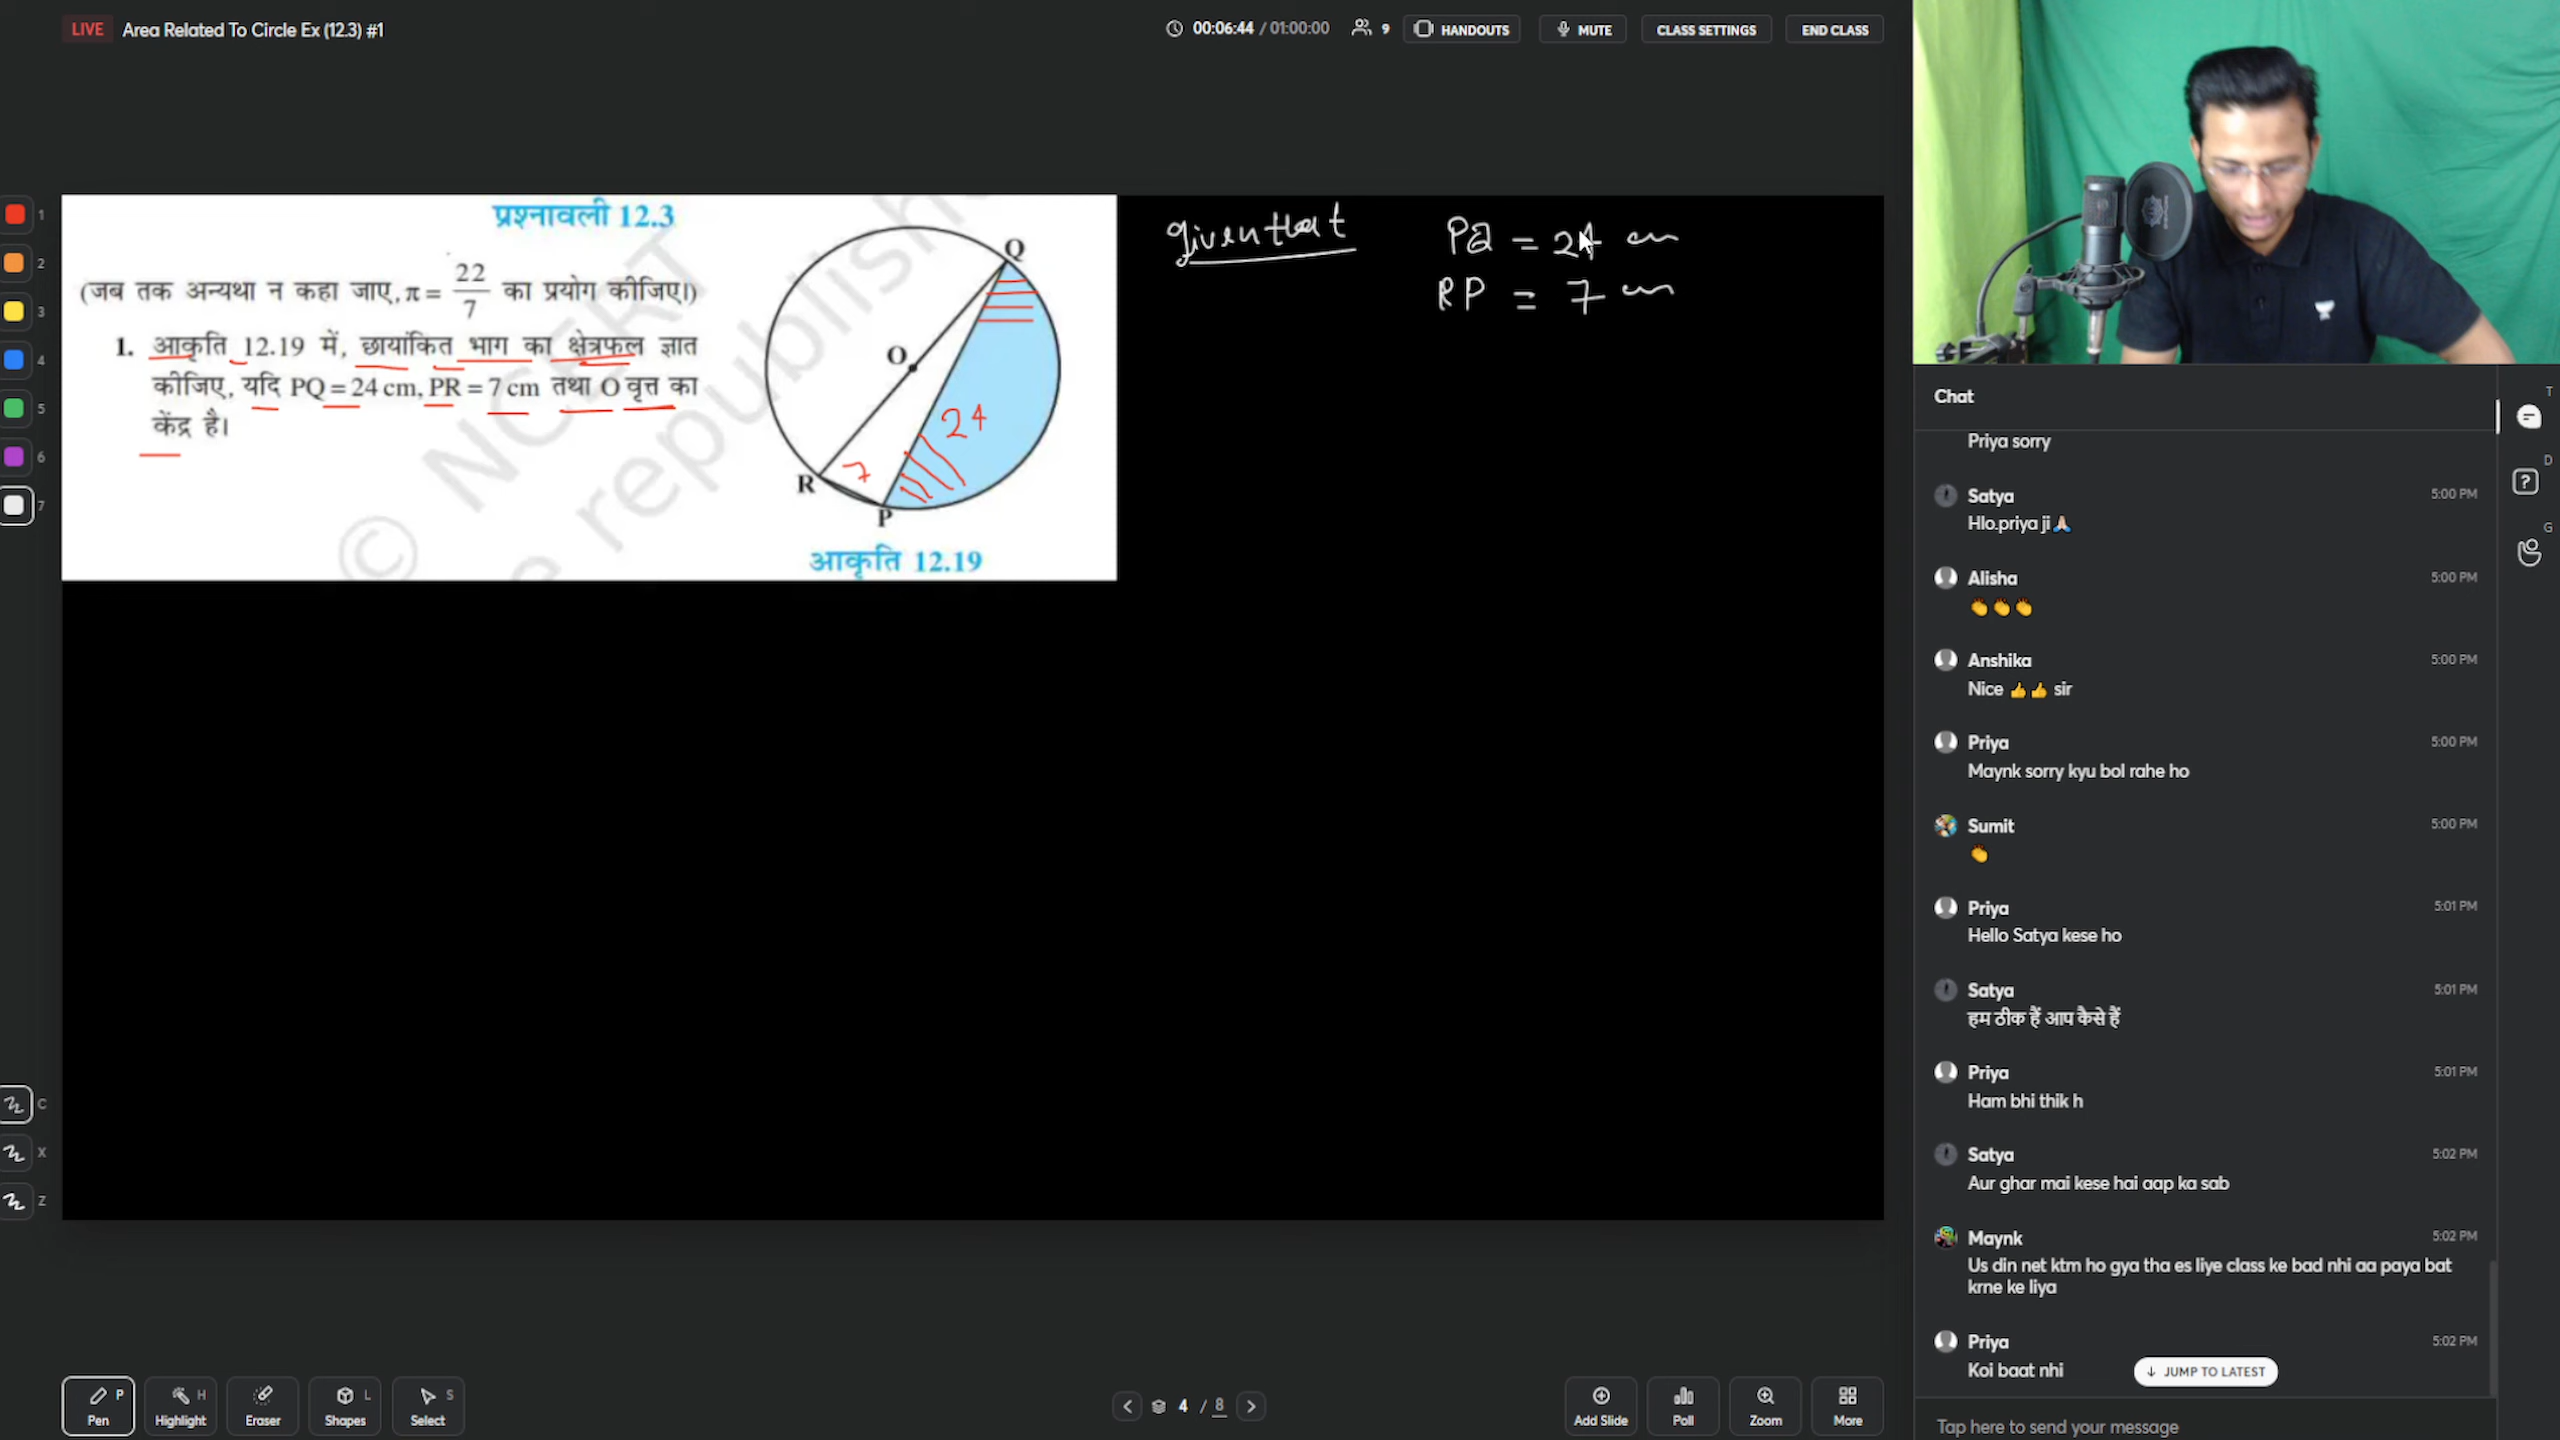 LIVE Area Related To Circle Ex (12.3) #1
00:06:44 / 01:00:00 9 HANDOUTS MUTE CLASS SETTINGS END CLASS
1
2
3
4
5
6
7
प्रश्नावली 12.3
(जब तक अन्यथा न कहा जाए, π = 22/7 का प्रयोग कीजिए।)
1. आकृति 12.19 में, छायांकित भाग का क्षेत्रफल ज्ञात
कीजिए, यदि PQ = 24 cm, PR = 7 cm तथा O वृत्त का
केंद्र है।
Q
O
24
7
R
P
आकृति 12.19
© NCERT
e republish
given that PQ = 24 cm
RP = 7 cm
Chat
Priya sorry
Satya 5:00 PM
Hlo.priya ji🙏
Alisha 5:00 PM
👏👏👏
Anshika 5:00 PM
Nice 👍👍 sir
Priya 5:00 PM
Maynk sorry kyu bol rahe ho
Sumit 5:00 PM
👏
Priya 5:01 PM
Hello Satya kese ho
Satya 5:01 PM
हम ठीक हैं आप कैसे हैं
Priya 5:01 PM
Ham bhi thik h
Satya 5:02 PM
Aur ghar mai kese hai aap ka sab
Maynk 5:02 PM
Us din net ktm ho gya tha es liye class ke bad nhi aa paya bat
krne ke liya
Priya 5:02 PM
Koi baat nhi
JUMP TO LATEST
Tap here to send your message
T
D
G
C
X
Z
P H L S
Pen Highlight Eraser Shapes Select
4 / 8
Add Slide Poll Zoom More